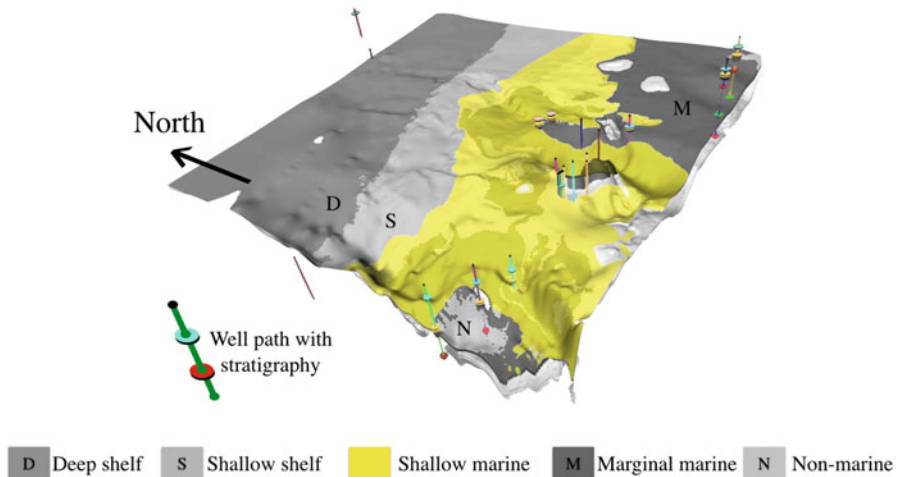 North
M
D
S
N
Well path with
stratigraphy
D Deep shelf S Shallow shelf Shallow marine M Marginal marine N Non-marine